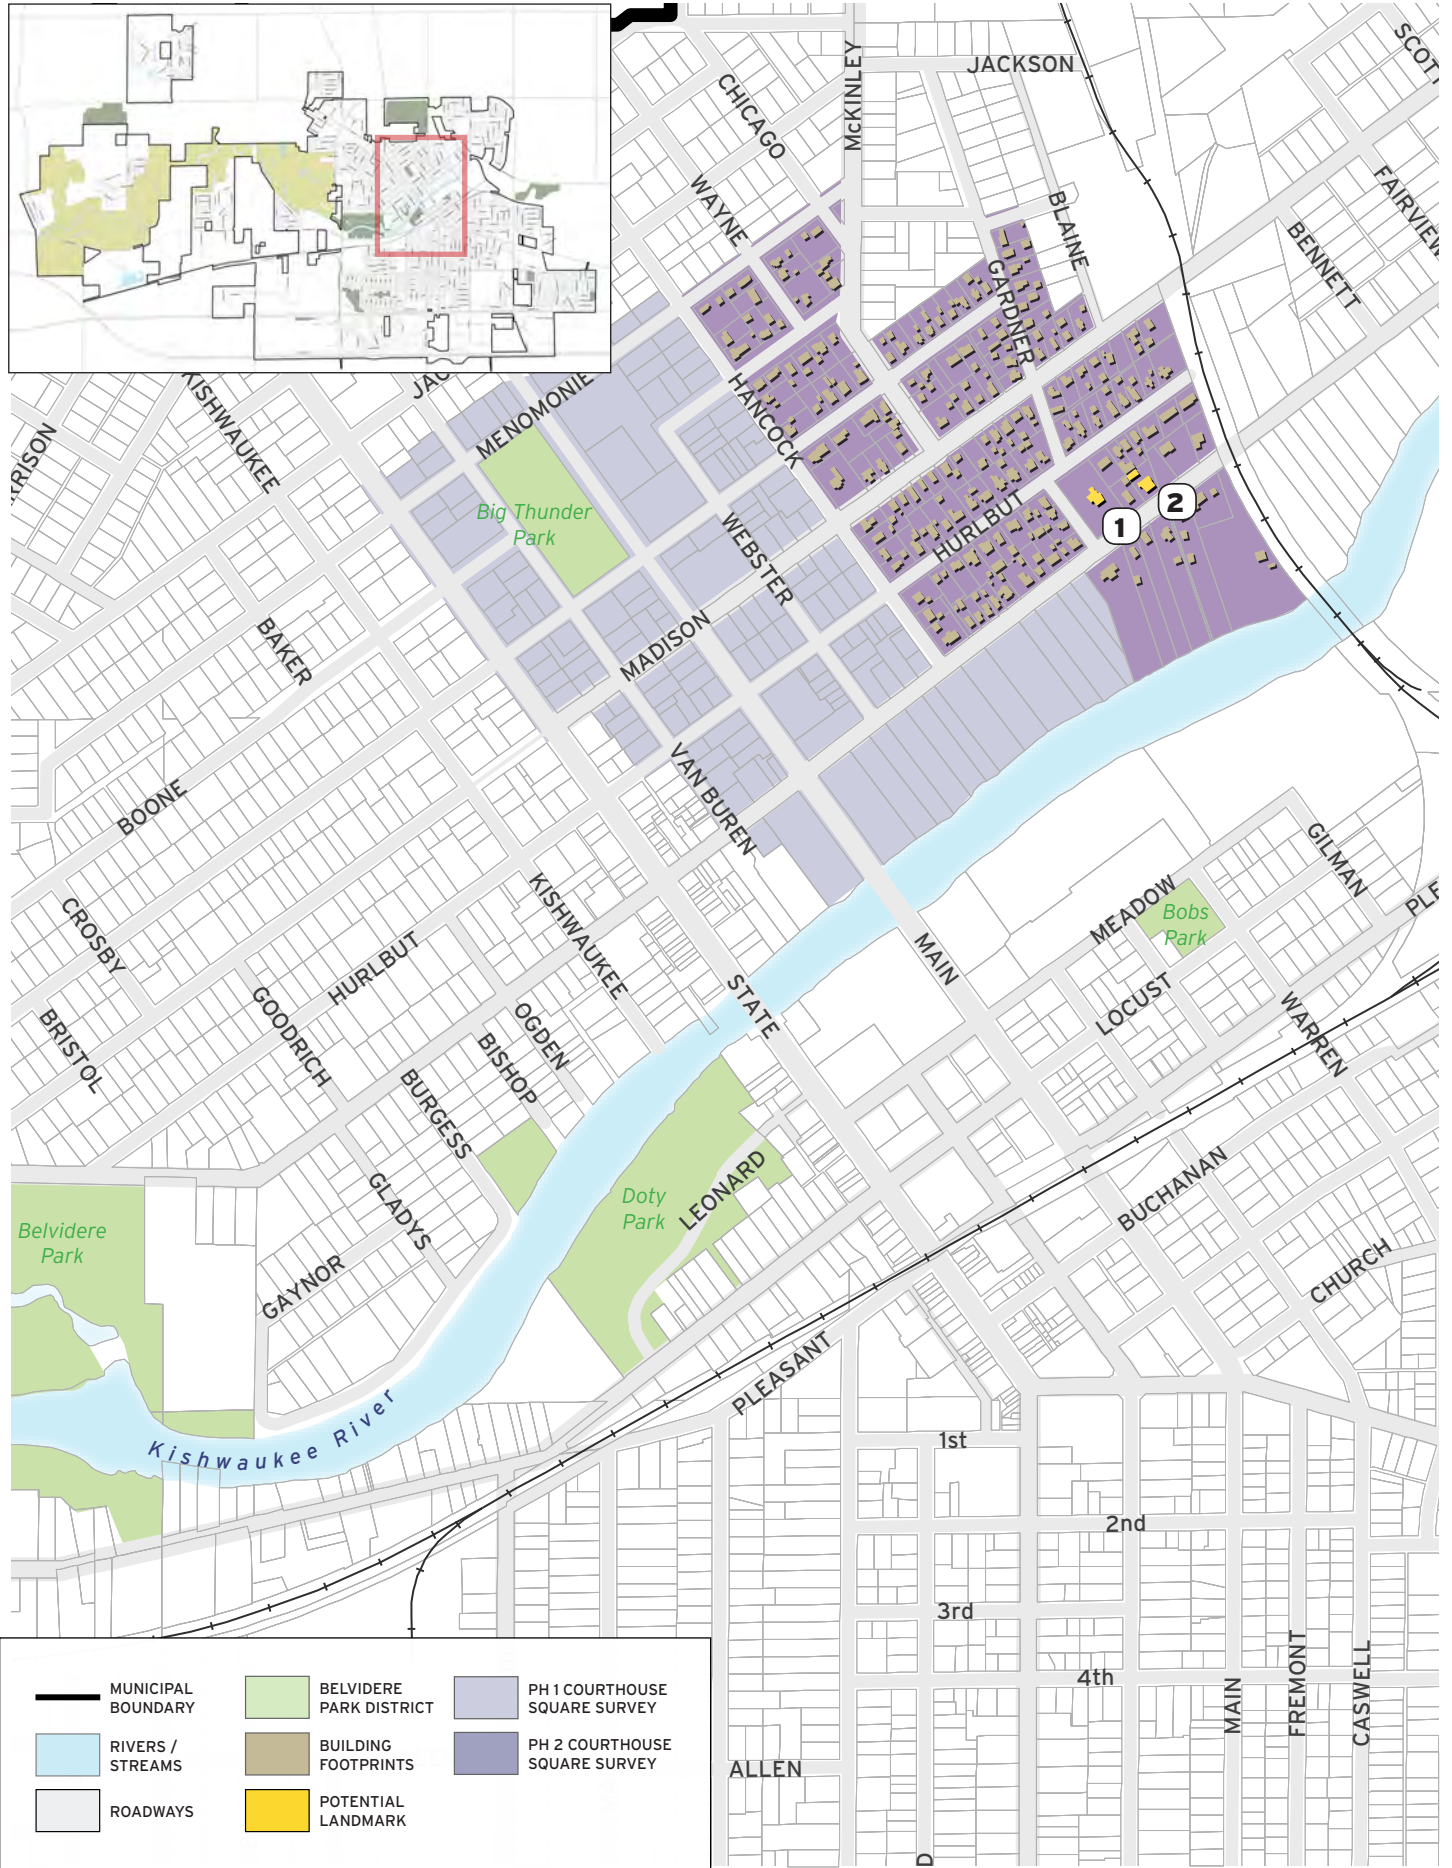 JACKSON
SCOTT
CHICAGO
McKINLEY
WAYNE
BLAINE
FAIRVIEW
BENNETT
GARDNER
KISHWAUKEE
MENOMONIE
HANCOCK
Big Thunder
Park
WEBSTER
HURLBUT
1
2
BAKER
MADISON
VAN BUREN
BOONE
GILMAN
KISHWAUKEE
MEADOW
Bobs
Park
CROSBY
HURLBUT
MAIN
LOCUST
STATE
GOODRICH
OGDEN
WARREN
BRISTOL
BISHOP
BURGESS
LEONARD
BUCHANAN
Doty
Park
GLADYS
Belvidere
Park
GAYNOR
CHURCH
PLEASANT
Kishwaukee River
1st
2nd
3rd
4th
MAIN
FREMONT
CASWELL
ALLEN
MUNICIPAL
BOUNDARY
RIVERS /
STREAMS
ROADWAYS
BELVIDERE
PARK DISTRICT
BUILDING
FOOTPRINTS
POTENTIAL
LANDMARK
PH 1 COURTHOUSE
SQUARE SURVEY
PH 2 COURTHOUSE
SQUARE SURVEY